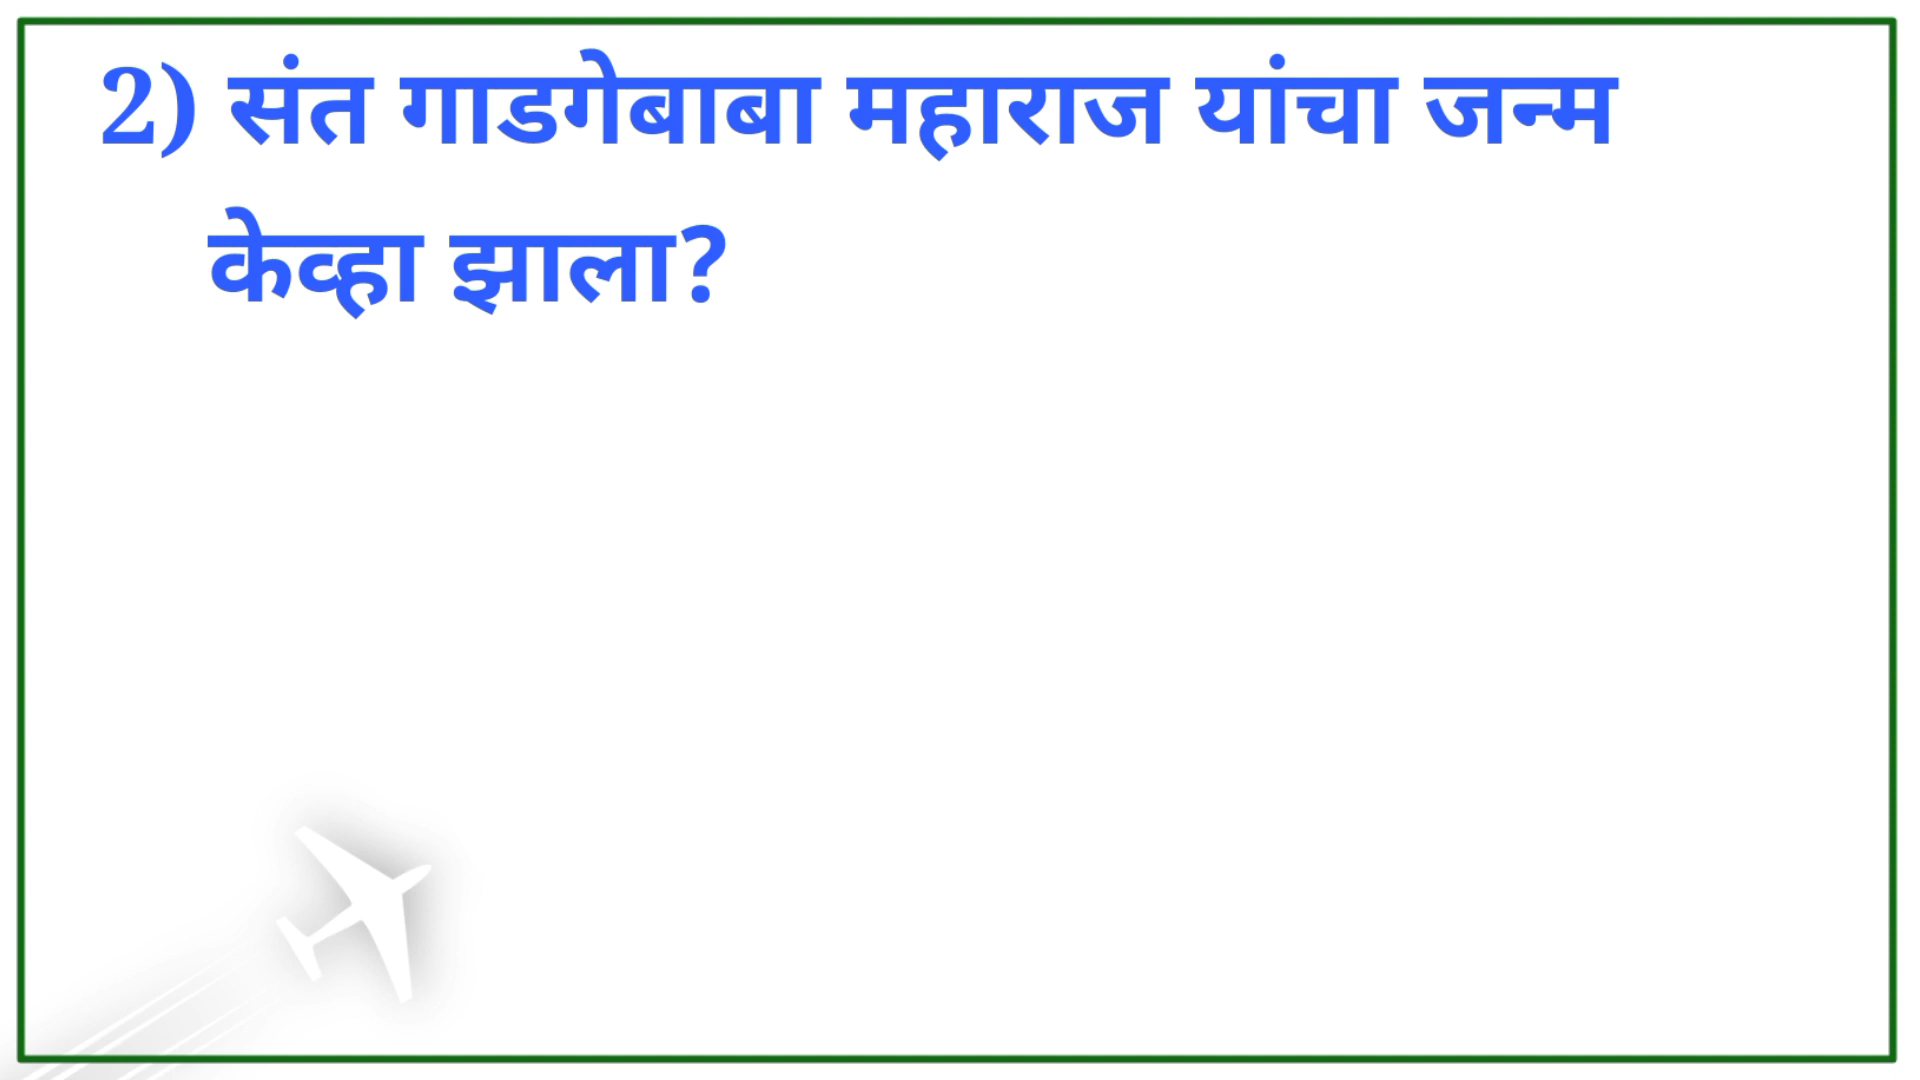 2) संत गाडगेबाबा महाराज यांचा जन्म
केव्हा झाला?